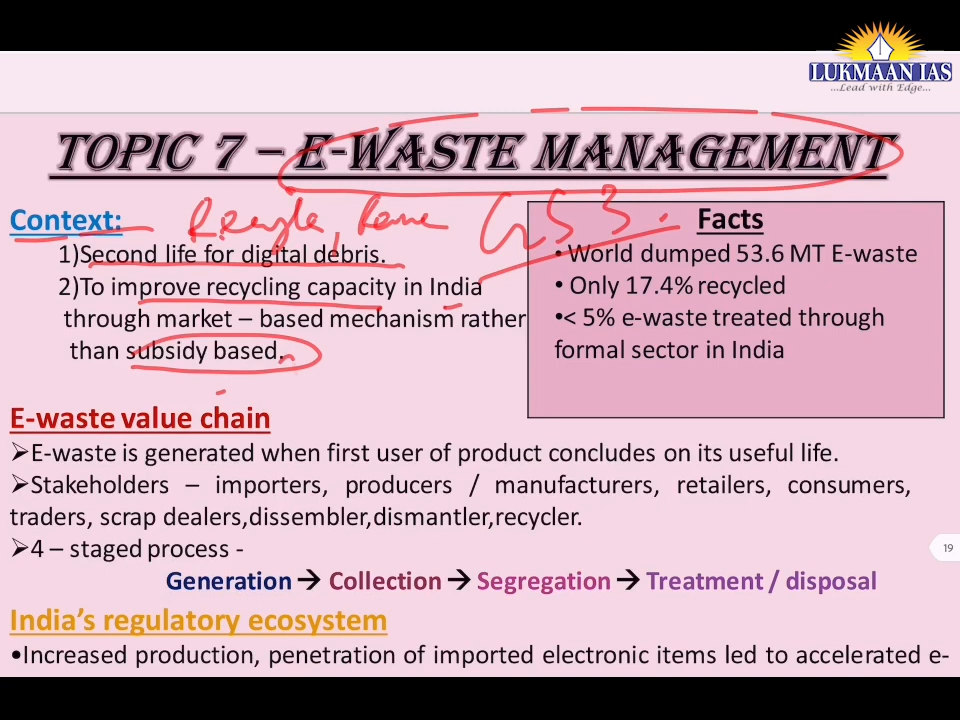 LUKMAAN IAS
...Lead with Edge...
TOPIC 7 – E-WASTE MANAGEMENT
Context:
GS 3
1)Second life for digital debris.
2)To improve recycling capacity in India
through market – based mechanism rather
than subsidy based.
Facts
• World dumped 53.6 MT E-waste
• Only 17.4% recycled
•< 5% e-waste treated through
formal sector in India
E-waste value chain
➢E-waste is generated when first user of product concludes on its useful life.
➢Stakeholders – importers, producers / manufacturers, retailers, consumers,
traders, scrap dealers,dissembler,dismantler,recycler.
➢4 – staged process -
19
Generation → Collection → Segregation → Treatment / disposal
India's regulatory ecosystem
•Increased production, penetration of imported electronic items led to accelerated e-